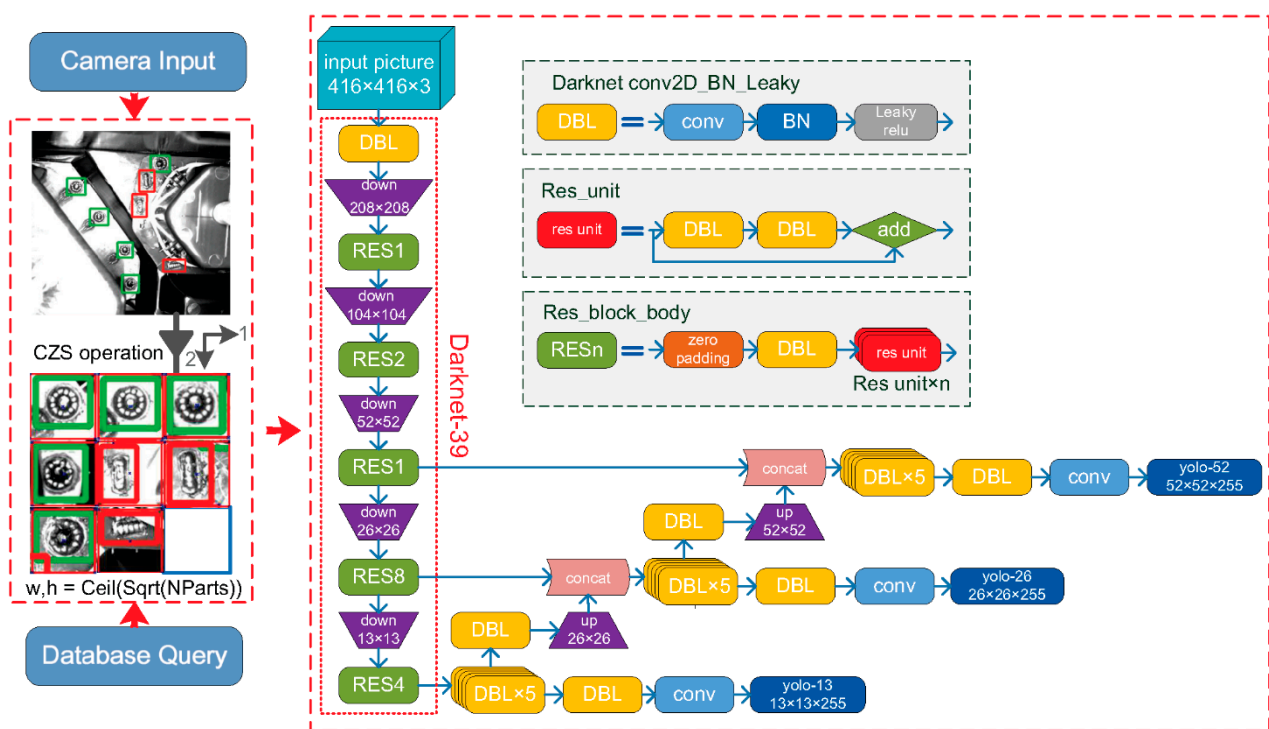 Camera Input
CZS operation
1
2
w,h = Ceil(Sqrt(NParts))
Database Query
input picture
416×416×3
DBL
down
208×208
RES1
down
104×104
RES2
down
52×52
RES1
down
26×26
RES8
down
13×13
RES4
Darknet-39
Darknet conv2D_BN_Leaky
DBL
conv
BN
Leaky
relu
Res_unit
res unit
DBL
DBL
add
Res_block_body
RESn
zero
padding
DBL
res unit
Res unit×n
concat
DBL×5
DBL
conv
yolo-52
52×52×255
DBL
up
52×52
concat
DBL×5
DBL
conv
yolo-26
26×26×255
DBL
up
26×26
DBL×5
DBL
conv
yolo-13
13×13×255